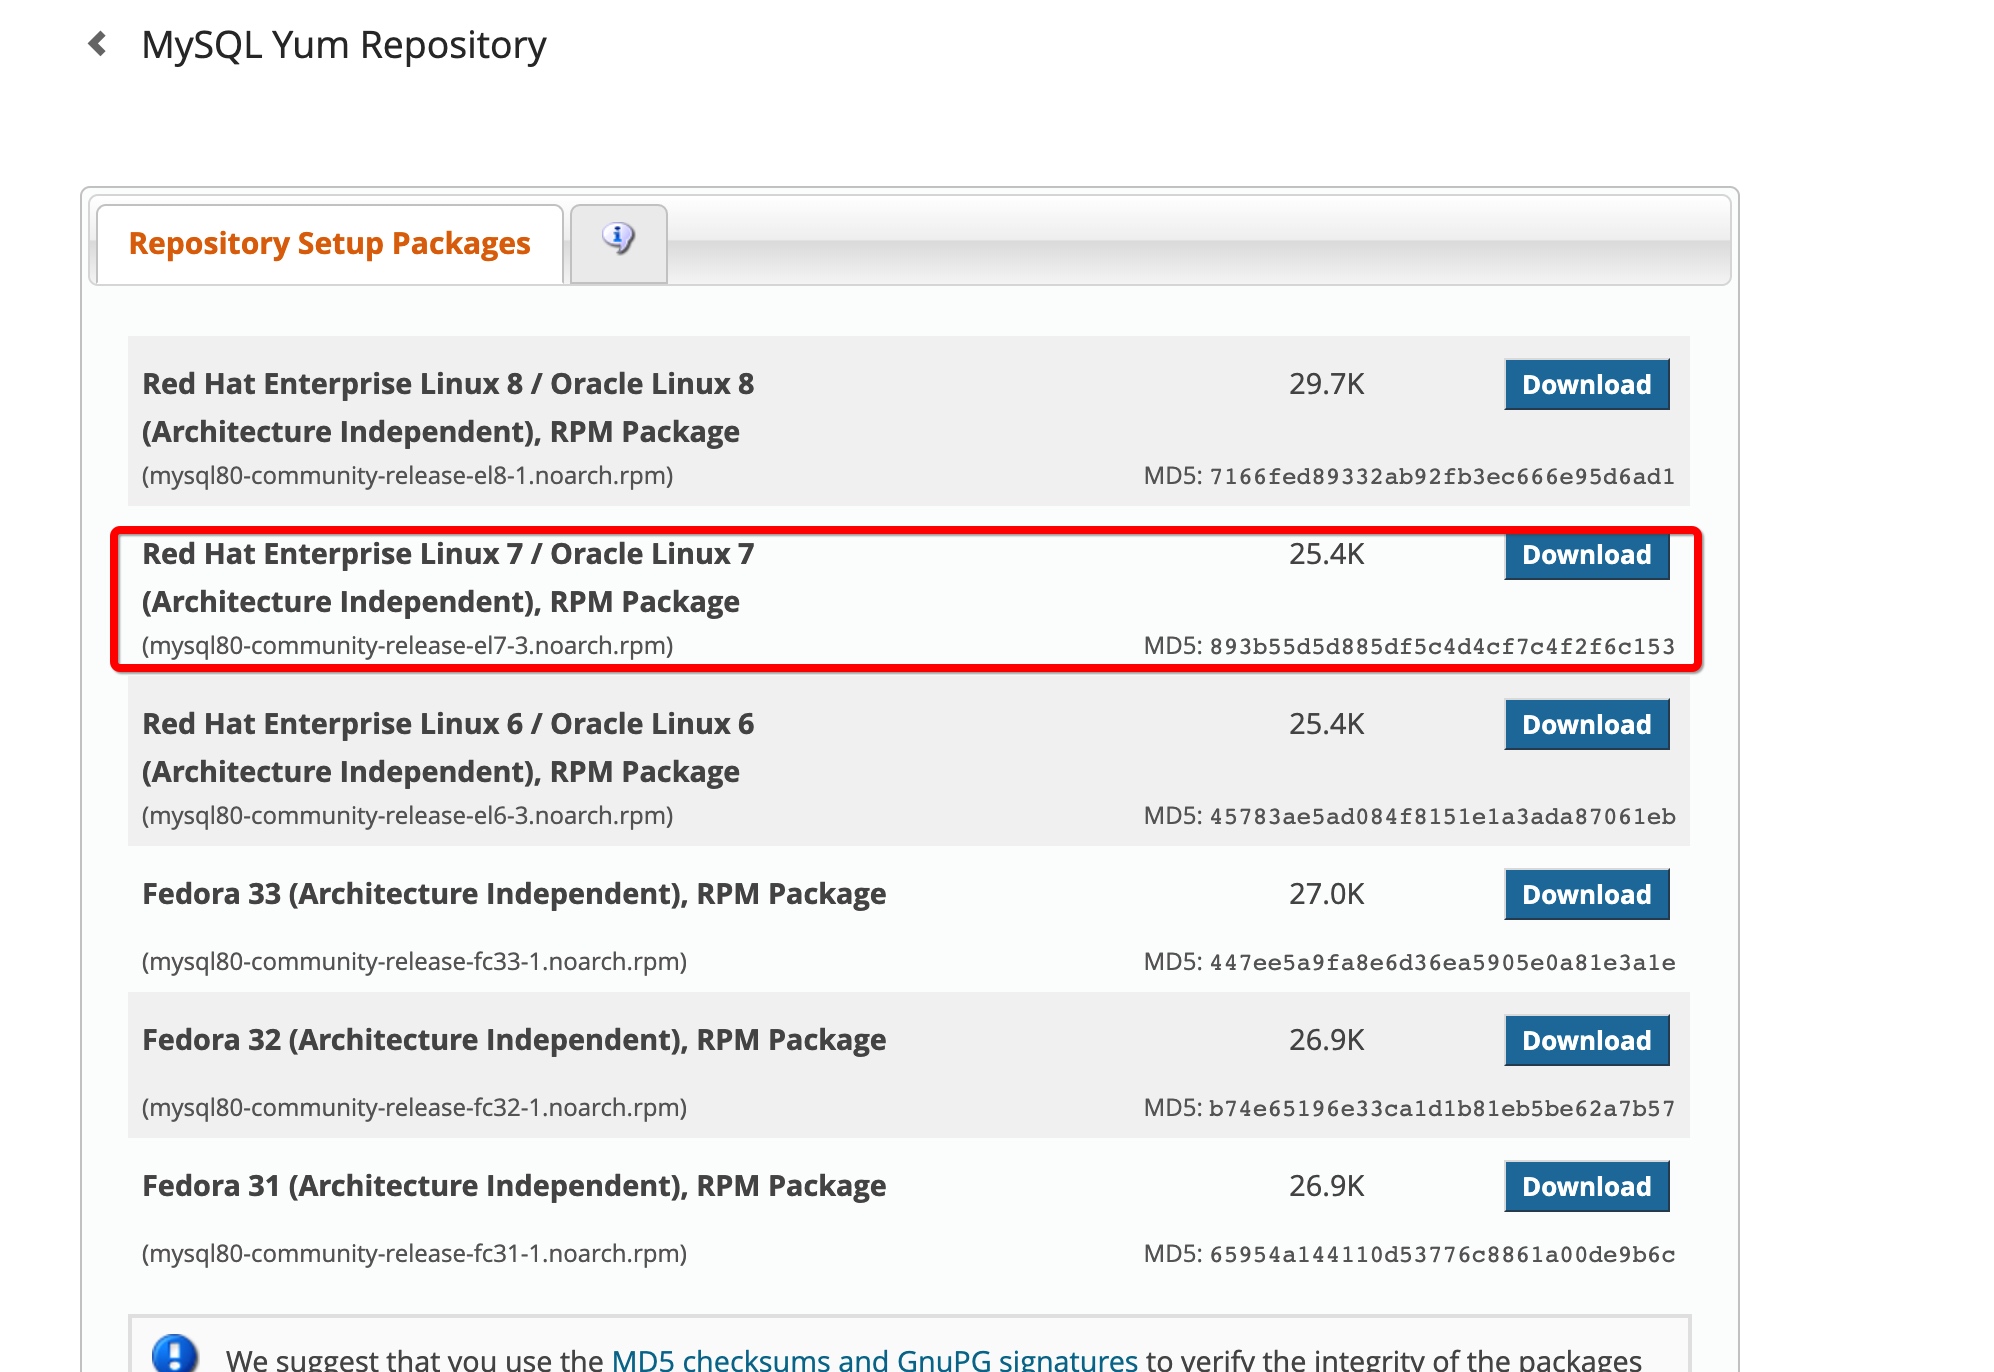 MySQL Yum Repository
Repository Setup Packages
Red Hat Enterprise Linux 8 / Oracle Linux 8 29.7K Download
(Architecture Independent), RPM Package
(mysql80-community-release-el8-1.noarch.rpm) MD5: 7166fed89332ab92fb3ec666e95d6ad1
Red Hat Enterprise Linux 7 / Oracle Linux 7 25.4K Download
(Architecture Independent), RPM Package
(mysql80-community-release-el7-3.noarch.rpm) MD5: 893b55d5d885df5c4d4cf7c4f2f6c153
Red Hat Enterprise Linux 6 / Oracle Linux 6 25.4K Download
(Architecture Independent), RPM Package
(mysql80-community-release-el6-3.noarch.rpm) MD5: 45783ae5ad084f8151e1a3ada87061eb
Fedora 33 (Architecture Independent), RPM Package 27.0K Download
(mysql80-community-release-fc33-1.noarch.rpm) MD5: 447ee5a9fa8e6d36ea5905e0a81e3a1e
Fedora 32 (Architecture Independent), RPM Package 26.9K Download
(mysql80-community-release-fc32-1.noarch.rpm) MD5: b74e65196e33ca1d1b81eb5be62a7b57
Fedora 31 (Architecture Independent), RPM Package 26.9K Download
(mysql80-community-release-fc31-1.noarch.rpm) MD5: 65954a144110d53776c8861a00de9b6c
We suggest that you use the MD5 checksums and GnuPG signatures to verify the integrity of the packages